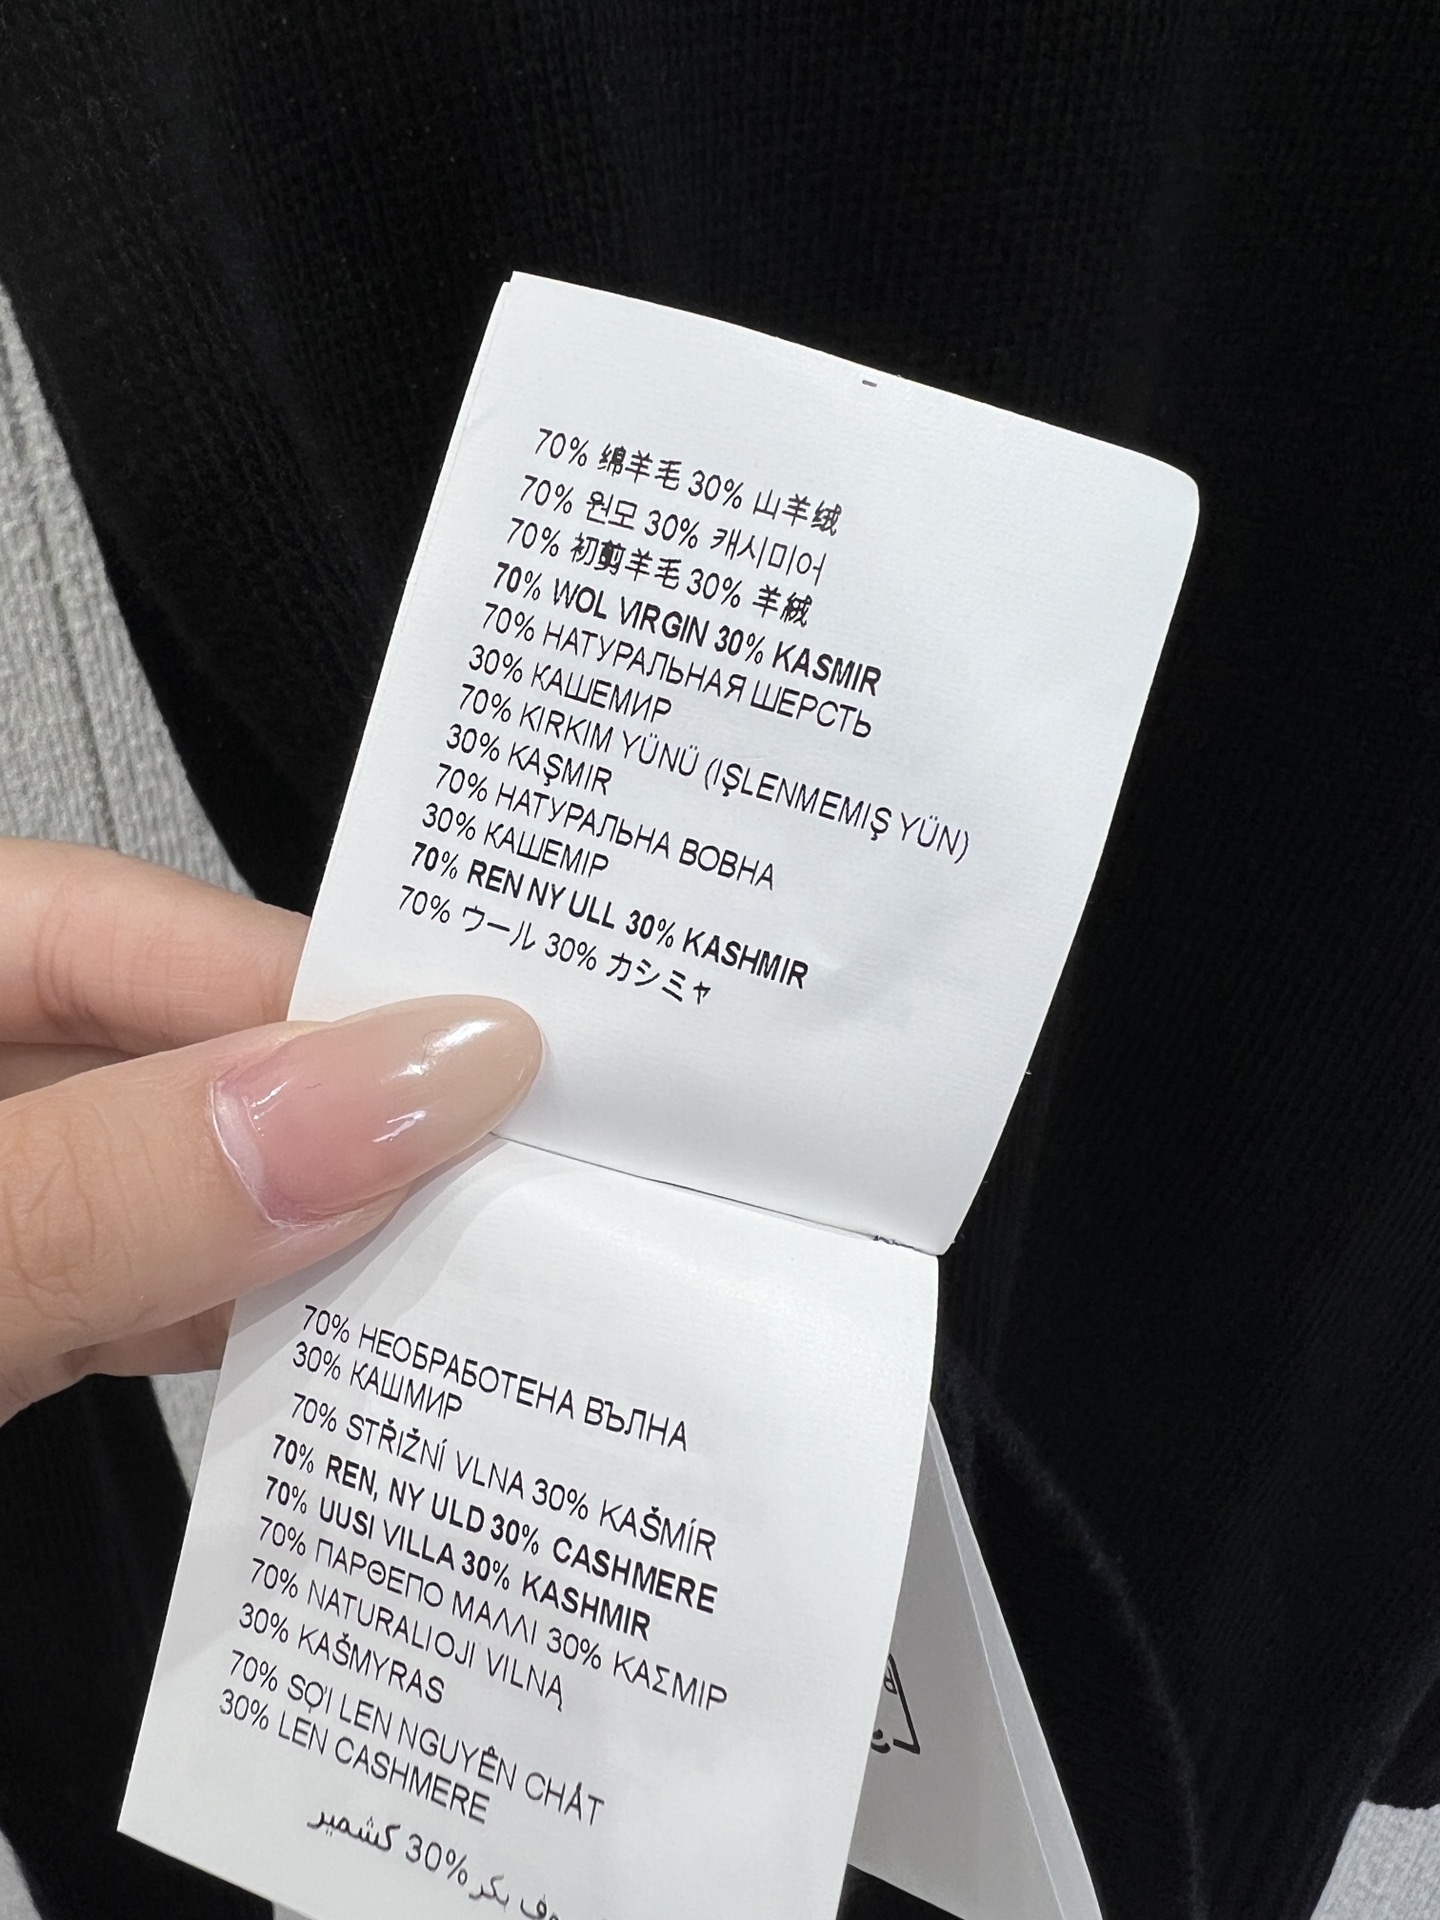 70% 绵羊毛 30% 山羊绒
70% 원모 30% 캐시미어
70% 初剪羊毛 30% 羊絨
70% WOL VIRGIN 30% KASMIR
70% НАТУРАЛЬНАЯ ШЕРСТЬ
30% КАШЕМИР
70% KIRKIM YÜNÜ (IŞLENMEMIŞ YÜN)
30% KAŞMIR
70% НАТУРАЛЬНА ВОВНА
30% КАШЕМІР
70% REN NY ULL 30% KASHMIR
70% ウール 30% カシミヤ
70% НЕОБРАБОТЕНА ВЪЛНА
30% КАШМИР
70% STŘIŽNÍ VLNA 30% KAŠMÍR
70% REN, NY ULD 30% CASHMERE
70% UUSI VILLA 30% KASHMIR
70% ΠΑΡΘΕΠΟ ΜΑΛΛΙ 30% ΚΑΣΜΙΡ
70% NATURALIOJI VILNĄ
30% KAŠMYRAS
70% SỢI LEN NGUYÊN CHẤT
30% LEN CASHMERE
بكر %30 كشمير